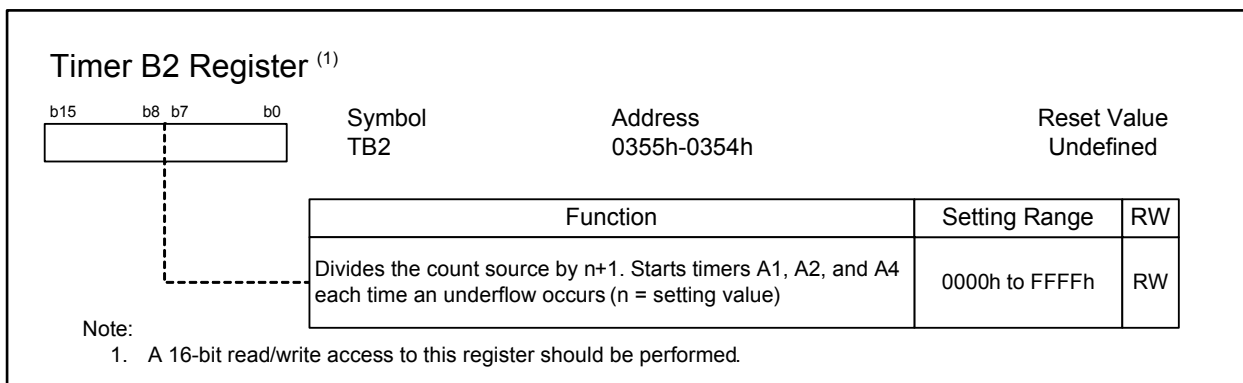 Timer B2 Register (1)
b15 b8 b7 b0
Symbol Address Reset Value
TB2 0355h-0354h Undefined
Function Setting Range RW
Divides the count source by n+1. Starts timers A1, A2, and A4
each time an underflow occurs (n = setting value)
0000h to FFFFh RW
Note:
1. A 16-bit read/write access to this register should be performed.